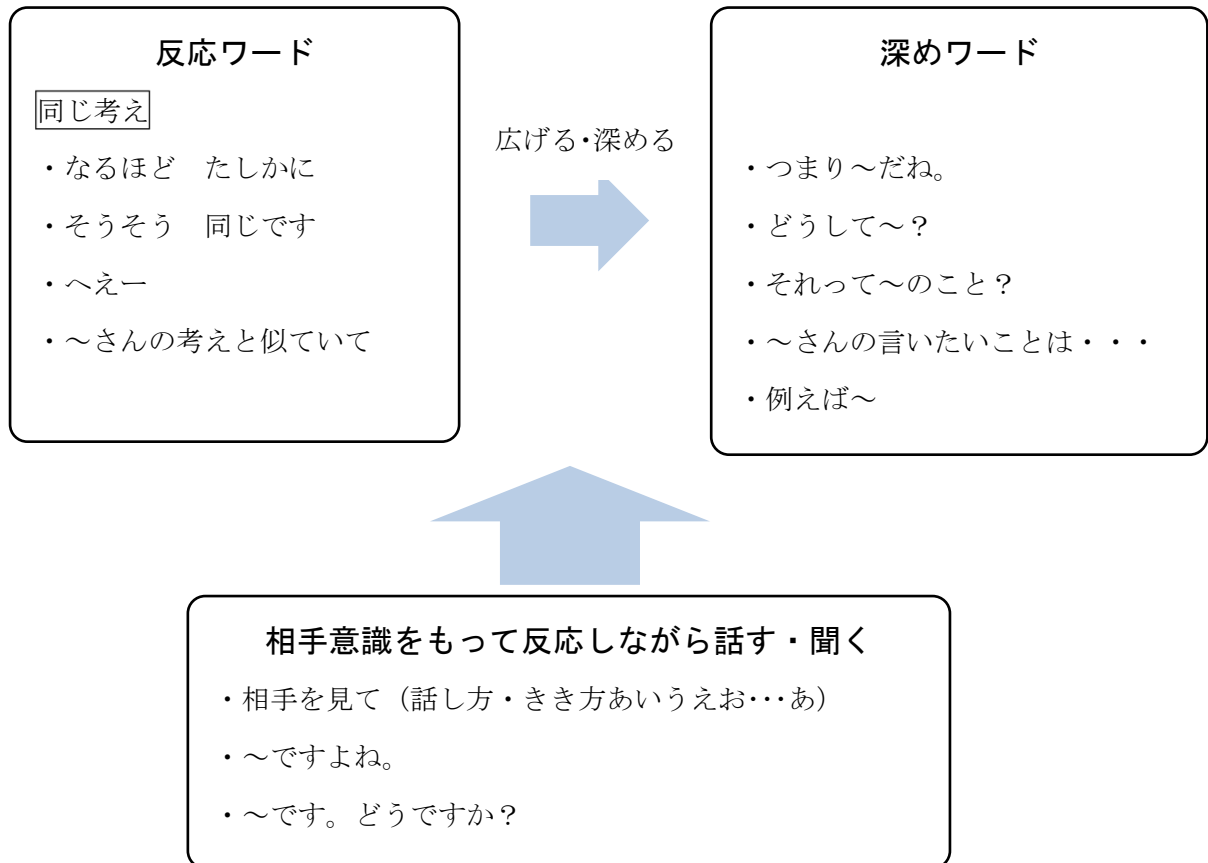 反応ワード
同じ考え
・なるほど　たしかに
・そうそう　同じです
・へえー
・～さんの考えと似ていて
広げる・深める
深めワード
・つまり～だね。
・どうして～？
・それって～のこと？
・～さんの言いたいことは・・・
・例えば～
相手意識をもって反応しながら話す・聞く
・相手を見て（話し方・きき方あいうえお･･･あ）
・～ですよね。
・～です。どうですか？